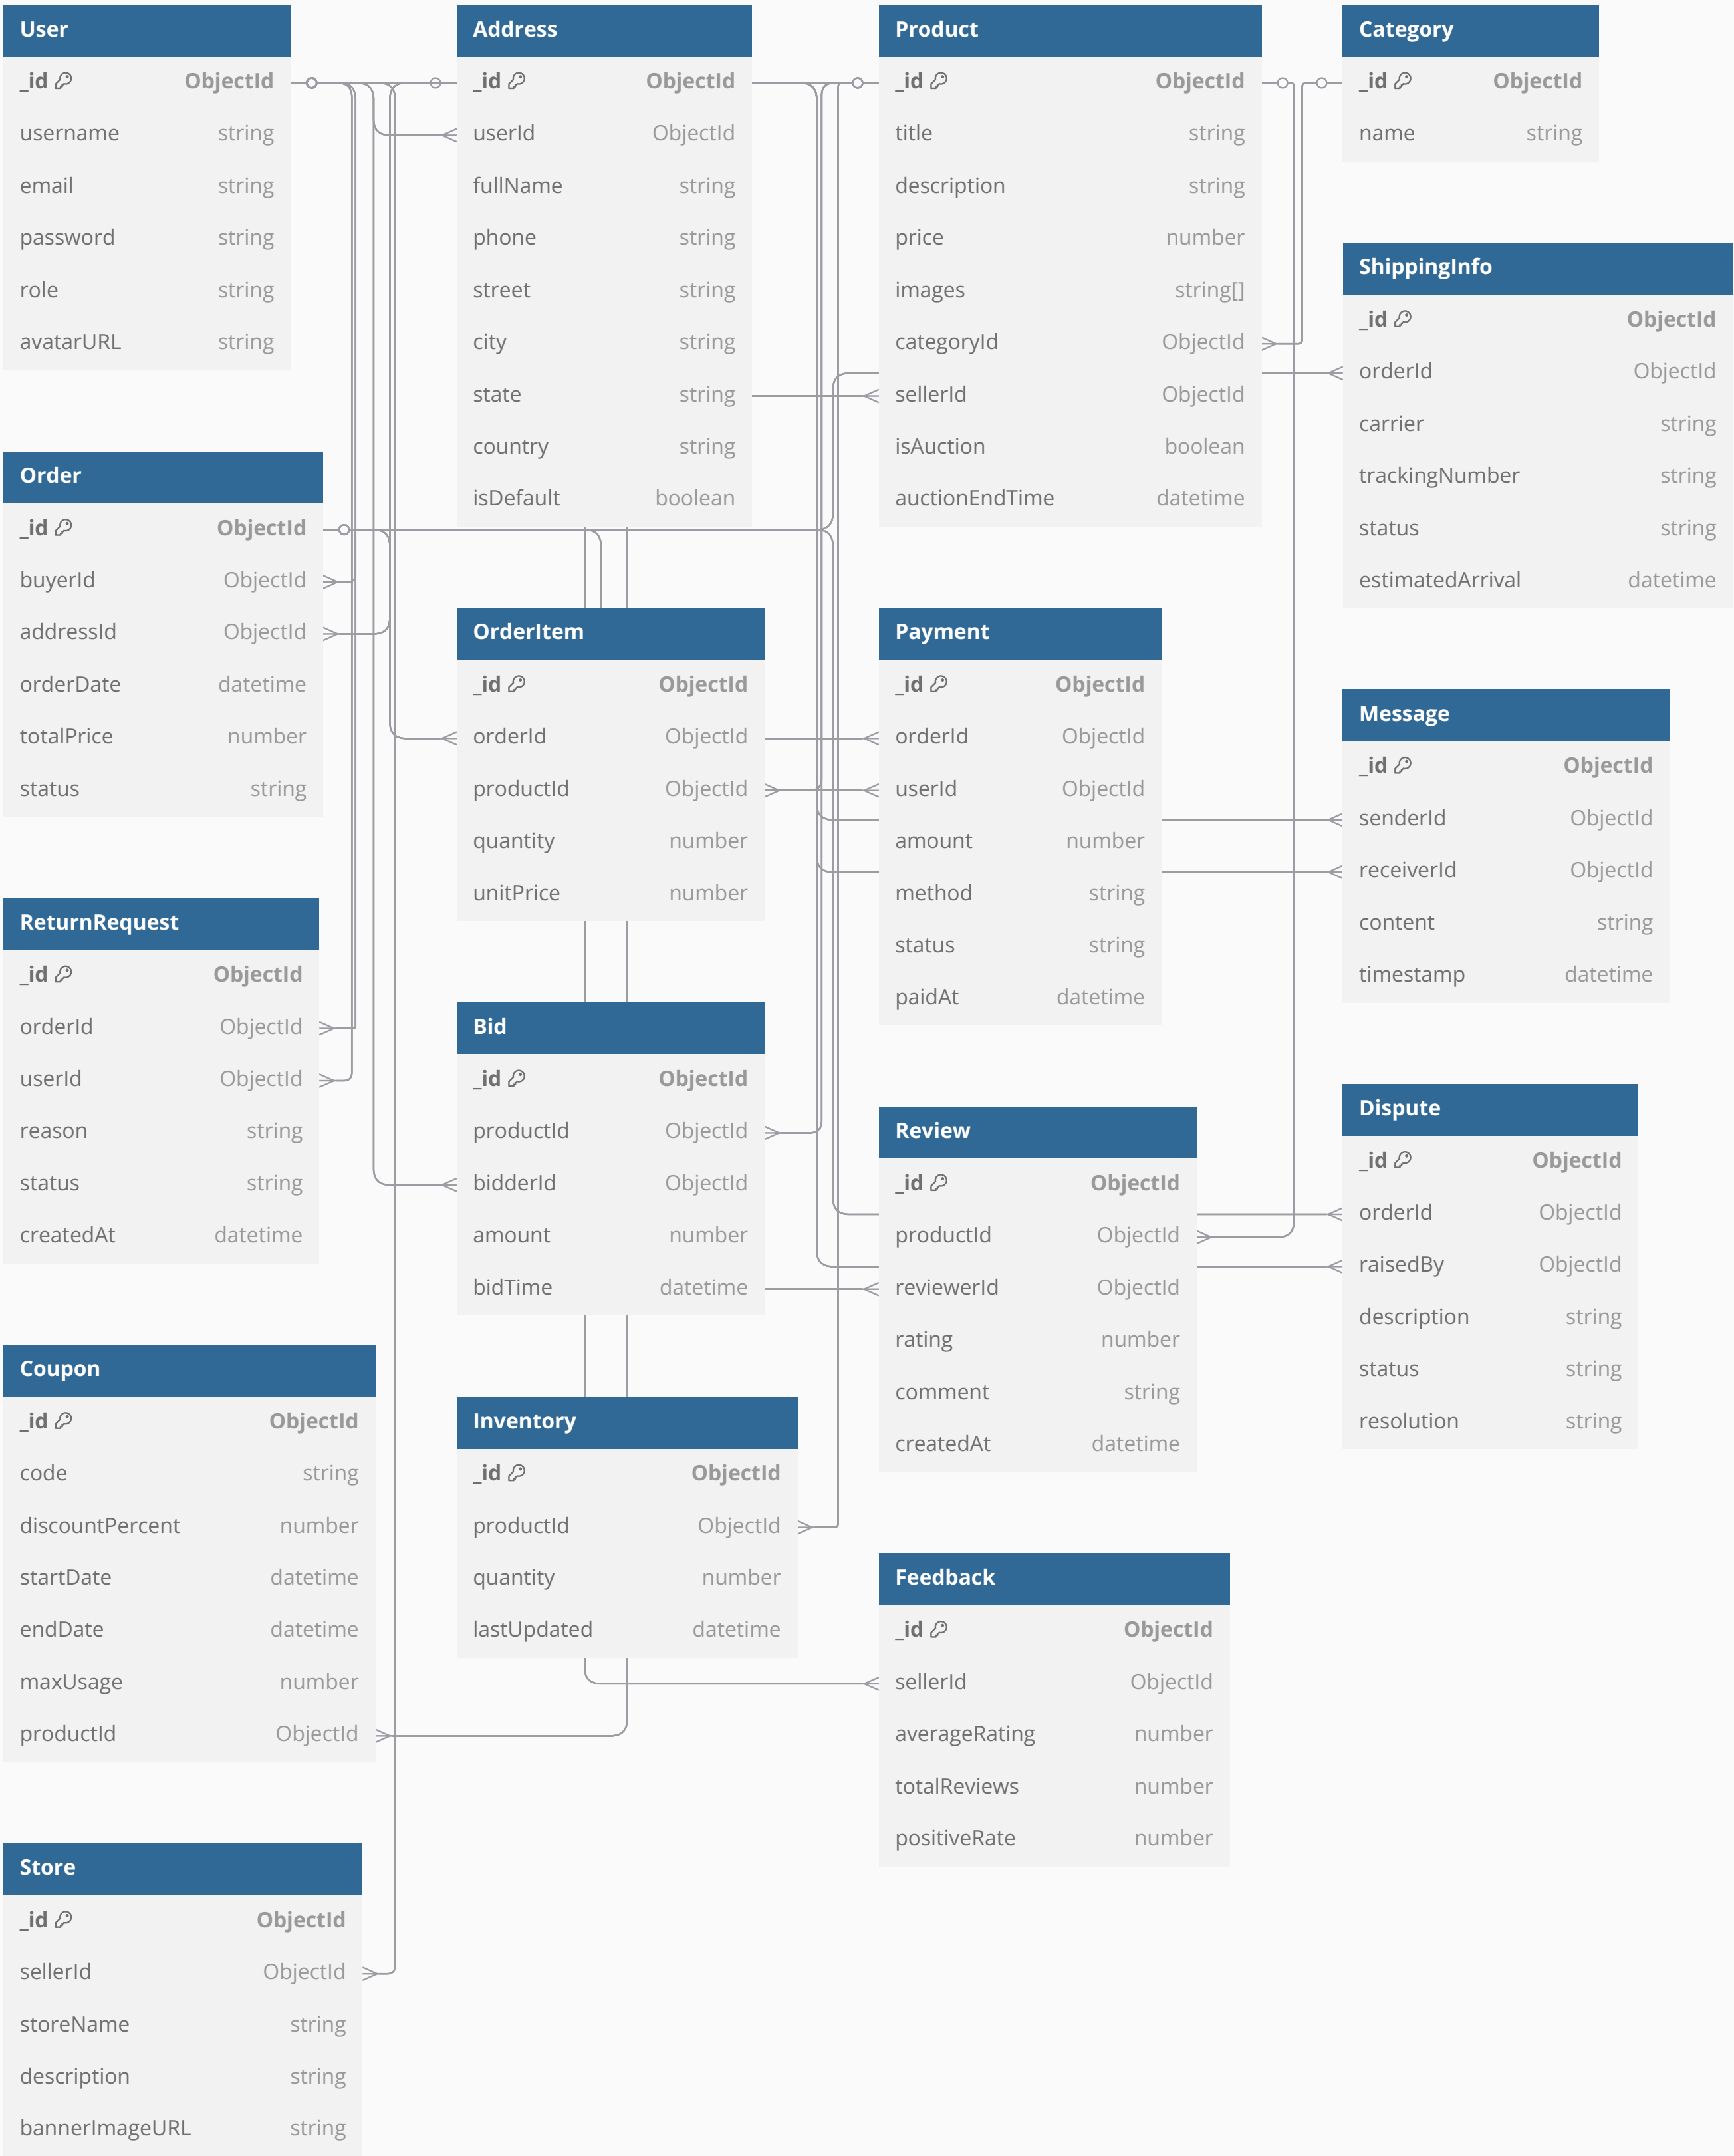 User
_id ObjectId
username string
email string
password string
role string
avatarURL string
Address
_id ObjectId
userId ObjectId
fullName string
phone string
street string
city string
state string
country string
isDefault boolean
Product
_id ObjectId
title string
description string
price number
images string[]
categoryId ObjectId
sellerId ObjectId
isAuction boolean
auctionEndTime datetime
Category
_id ObjectId
name string
ShippingInfo
_id ObjectId
orderId ObjectId
carrier string
trackingNumber string
status string
estimatedArrival datetime
Order
_id ObjectId
buyerId ObjectId
addressId ObjectId
orderDate datetime
totalPrice number
status string
OrderItem
_id ObjectId
orderId ObjectId
productId ObjectId
quantity number
unitPrice number
Payment
_id ObjectId
orderId ObjectId
userId ObjectId
amount number
method string
status string
paidAt datetime
Message
_id ObjectId
senderId ObjectId
receiverId ObjectId
content string
timestamp datetime
ReturnRequest
_id ObjectId
orderId ObjectId
userId ObjectId
reason string
status string
createdAt datetime
Bid
_id ObjectId
productId ObjectId
bidderId ObjectId
amount number
bidTime datetime
Review
_id ObjectId
productId ObjectId
reviewerId ObjectId
rating number
comment string
createdAt datetime
Dispute
_id ObjectId
orderId ObjectId
raisedBy ObjectId
description string
status string
resolution string
Coupon
_id ObjectId
code string
discountPercent number
startDate datetime
endDate datetime
maxUsage number
productId ObjectId
Inventory
_id ObjectId
productId ObjectId
quantity number
lastUpdated datetime
Feedback
_id ObjectId
sellerId ObjectId
averageRating number
totalReviews number
positiveRate number
Store
_id ObjectId
sellerId ObjectId
storeName string
description string
bannerImageURL string